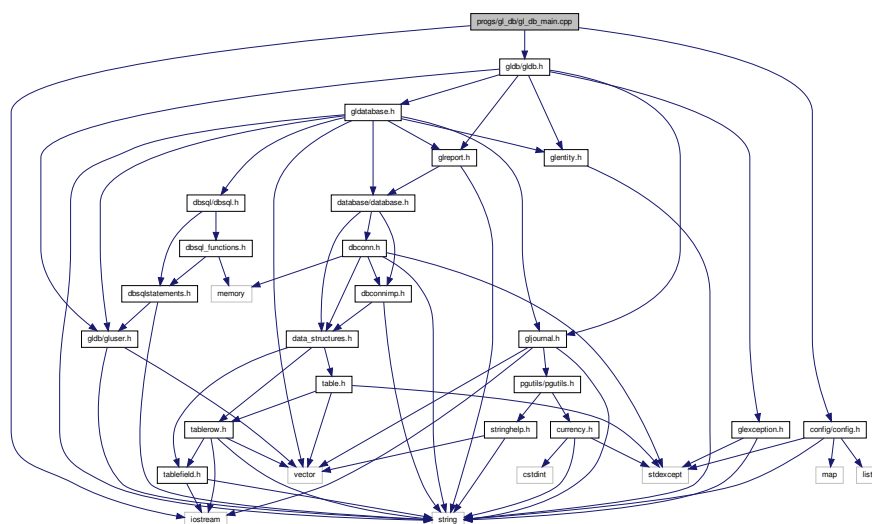 progs/gl_db/gl_db_main.cpp
gldb/gldb.h
gldatabase.h
glreport.h
glentity.h
dbsql/dbsql.h
database/database.h
dbsql_functions.h
dbconn.h
dbsqlstatements.h
memory
dbconnimp.h
gldb/gluser.h
data_structures.h
gljournal.h
table.h
pgutils/pgutils.h
tablerow.h
stringhelp.h
currency.h
glexception.h
config/config.h
tablefield.h
vector
cstdint
stdexcept
map
list
iostream
string